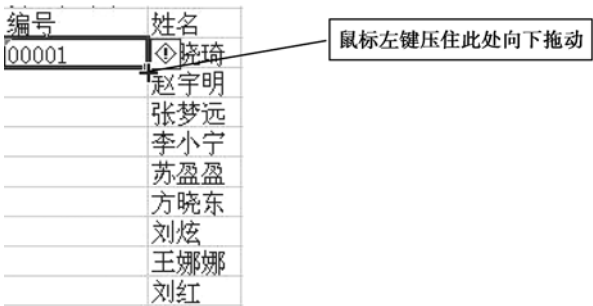 编号 姓名
00001 晓琦
鼠标左键压住此处向下拖动
赵宇明
张梦远
李小宁
苏盈盈
方晓东
刘炫
王娜娜
刘红